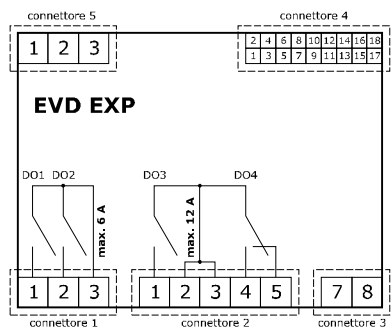 connettore 5
connettore 4
1 2 3
2 4 6 8 10 12 14 16 18
1 3 5 7 9 11 13 15 17
EVD EXP
DO1 DO2 DO3 DO4
max. 6 A
max. 12 A
1 2 3 1 2 3 4 5 7 8
connettore 1 connettore 2 connettore 3